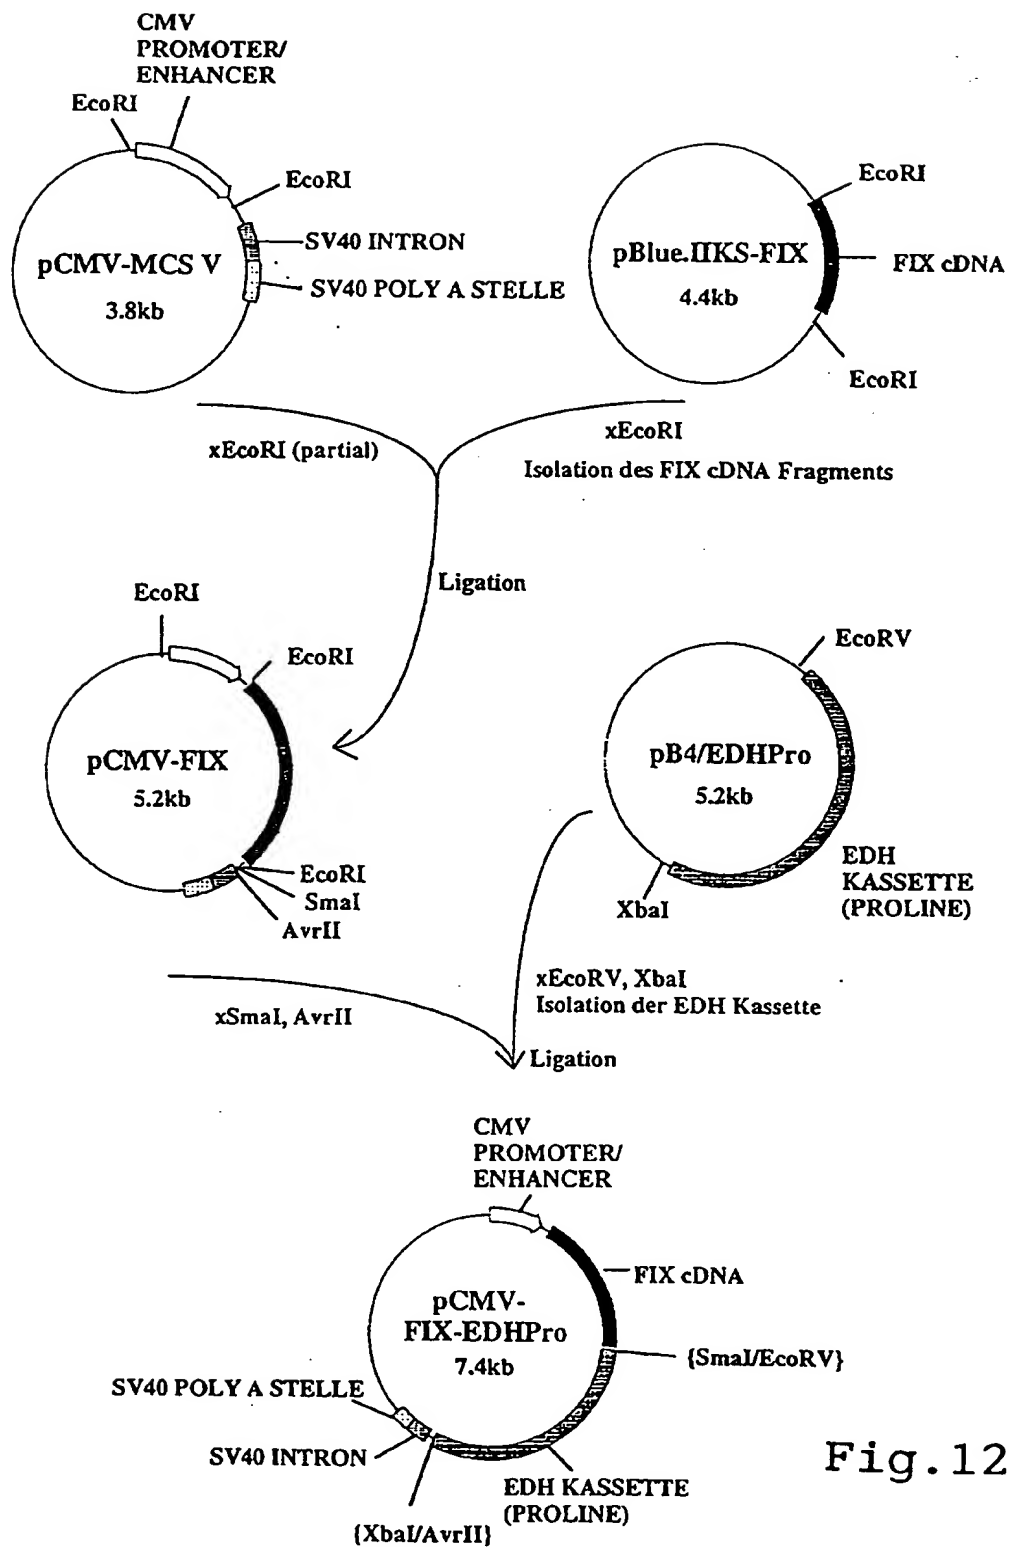 CMV
PROMOTER/
ENHANCER
EcoRI
EcoRI
SV40 INTRON
SV40 POLY A STELLE
pCMV-MCS V
3.8kb
EcoRI
pBlue.IIKS-FIX
4.4kb
FIX cDNA
EcoRI
xEcoRI (partial)
xEcoRI
Isolation des FIX cDNA Fragments
Ligation
EcoRI
EcoRI
pCMV-FIX
5.2kb
EcoRI
SmaI
AvrII
EcoRV
pB4/EDHPro
5.2kb
EDH
KASSETTE
(PROLINE)
XbaI
xSmaI, AvrII
xEcoRV, XbaI
Isolation der EDH Kassette
Ligation
CMV
PROMOTER/
ENHANCER
FIX cDNA
pCMV-
FIX-EDHPro
7.4kb
{SmaI/EcoRV}
SV40 POLY A STELLE
SV40 INTRON
EDH KASSETTE
(PROLINE)
{XbaI/AvrII}
Fig.12